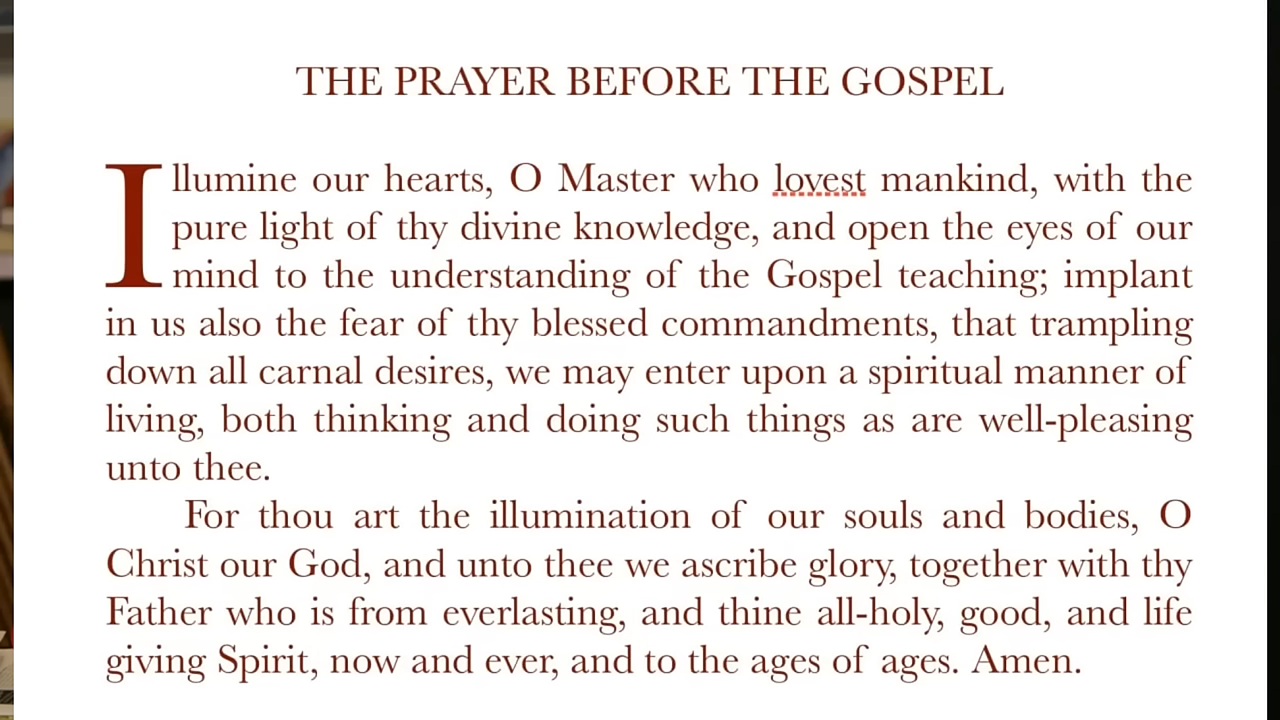 THE PRAYER BEFORE THE GOSPEL
Illumine our hearts, O Master who lovest mankind, with the
pure light of thy divine knowledge, and open the eyes of our
mind to the understanding of the Gospel teaching; implant
in us also the fear of thy blessed commandments, that trampling
down all carnal desires, we may enter upon a spiritual manner of
living, both thinking and doing such things as are well-pleasing
unto thee.
For thou art the illumination of our souls and bodies, O
Christ our God, and unto thee we ascribe glory, together with thy
Father who is from everlasting, and thine all-holy, good, and life
giving Spirit, now and ever, and to the ages of ages. Amen.